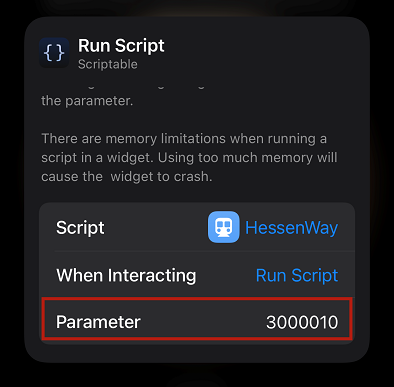 { }
Run Script
Scriptable
the parameter.
There are memory limitations when running a
script in a widget. Using too much memory will
cause the widget to crash.
Script HessenWay
When Interacting Run Script
Parameter 3000010